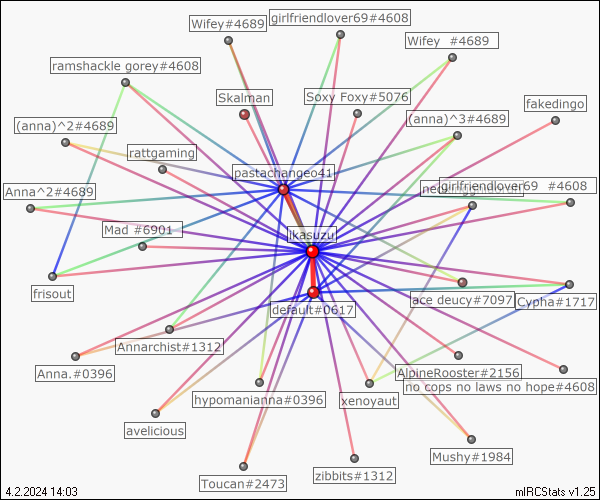 girlfriendlover69#4608
Wifey#4689
Wifey #4689
ramshackle gorey#4608
Skalman
Soxy Foxy#5076
fakedingo
(anna)^2#4689
(anna)^3#4689
rattgaming
pastachangeo41
Anna^2#4689
girlfriendlover69 #4608
Mad #6901
ikasuzu
frisout
default#0617
ace deucy#7097
Cypha#1717
Annarchist#1312
Anna.#0396
AlpineRooster#2156
no cops no laws no hope#4608
hypomanianna#0396
xenoyaut
avelicious
Mushy#1984
Toucan#2473
zibbits#1312
4.2.2024 14:03
mIRCStats v1.25